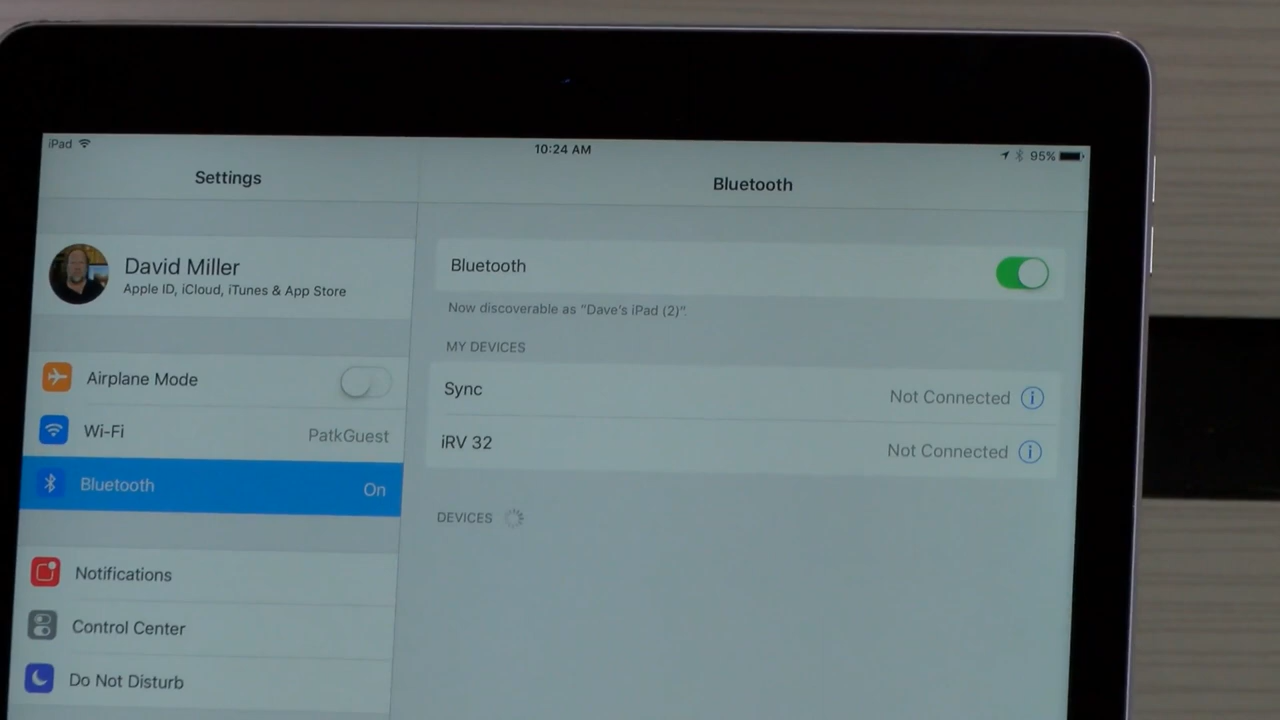 iPad
10:24 AM
95%
Settings
Bluetooth
David Miller
Apple ID, iCloud, iTunes & App Store
Airplane Mode
Wi-Fi PatkGuest
Bluetooth On
Notifications
Control Center
Do Not Disturb
Bluetooth
Now discoverable as “Dave's iPad (2)”.
MY DEVICES
Sync Not Connected
iRV 32 Not Connected
DEVICES